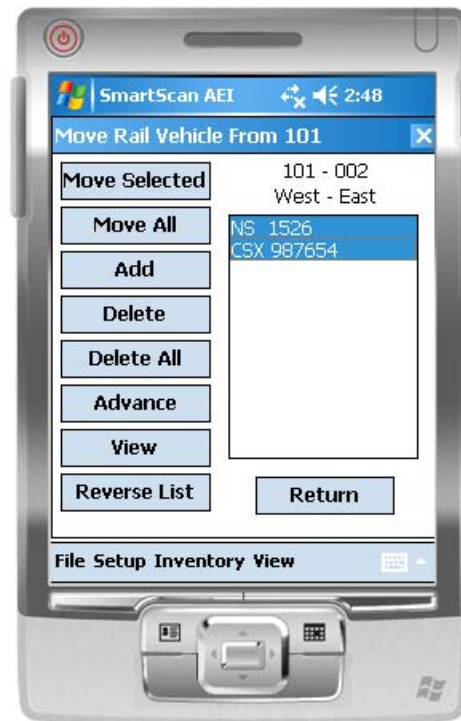 SmartScan AEI 2:48
Move Rail Vehicle From 101
Move Selected
Move All
Add
Delete
Delete All
Advance
View
Reverse List
101 - 002
West - East
NS 1526
CSX 987654
Return
File Setup Inventory View